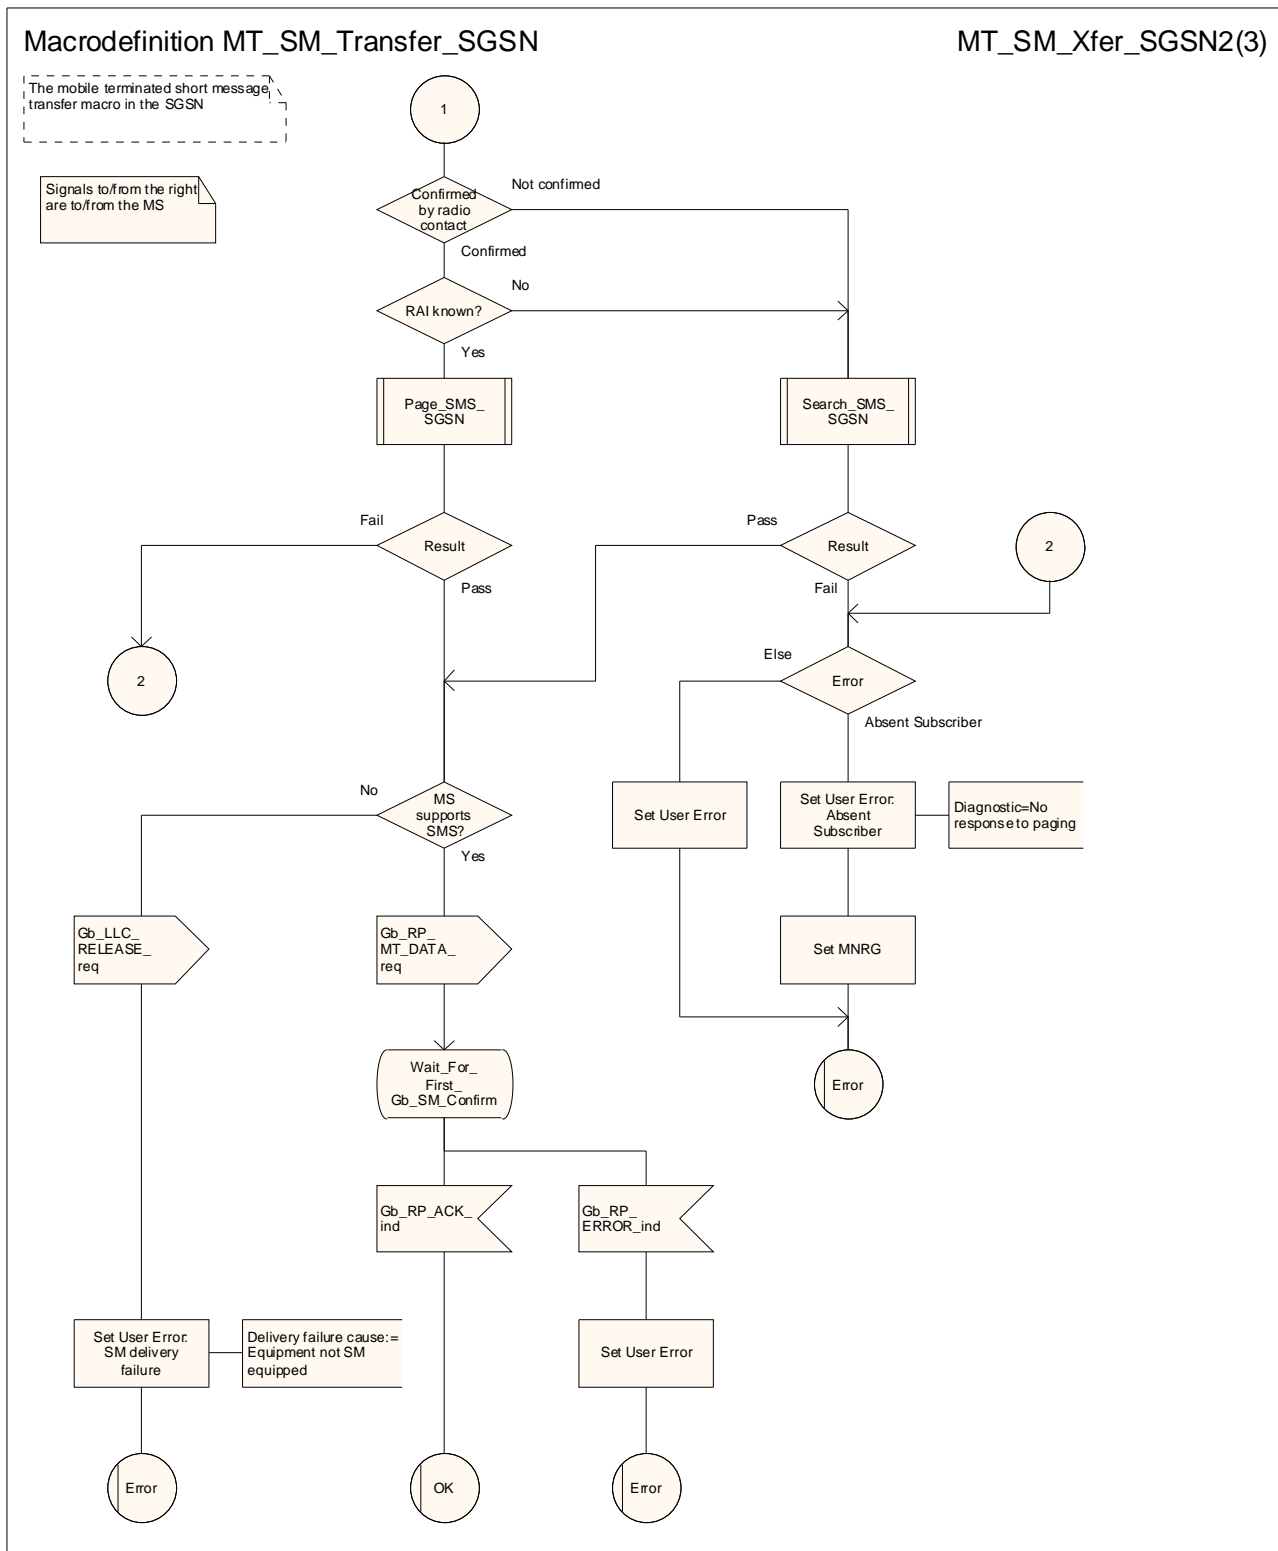 Macrodefinition MT_SM_Transfer_SGSN
MT_SM_Xfer_SGSN2(3)
The mobile terminated short message
transfer macro in the SGSN
1
Signals to/from the right
are to/from the MS
Confirmed
by radio
contact
Not confirmed
Confirmed
RAI known?
No
Yes
Page_SMS_
SGSN
Search_SMS_
SGSN
Fail
Result
Pass
Pass
Result
Fail
2
2
Else
Error
Absent Subscriber
No
MS
supports
SMS?
Yes
Set User Error
Set User Error:
Absent
Subscriber
Diagnostic=No
response to paging
Gb_LLC_
RELEASE_
req
Gb_RP_
MT_DATA_
req
Set MNRG
Wait_For_
First_
Gb_SM_Confirm
Error
Gb_RP_ACK_
ind
Gb_RP_
ERROR_ind
Set User Error:
SM delivery
failure
Delivery failure cause:=
Equipment not SM
equipped
Set User Error
Error
OK
Error